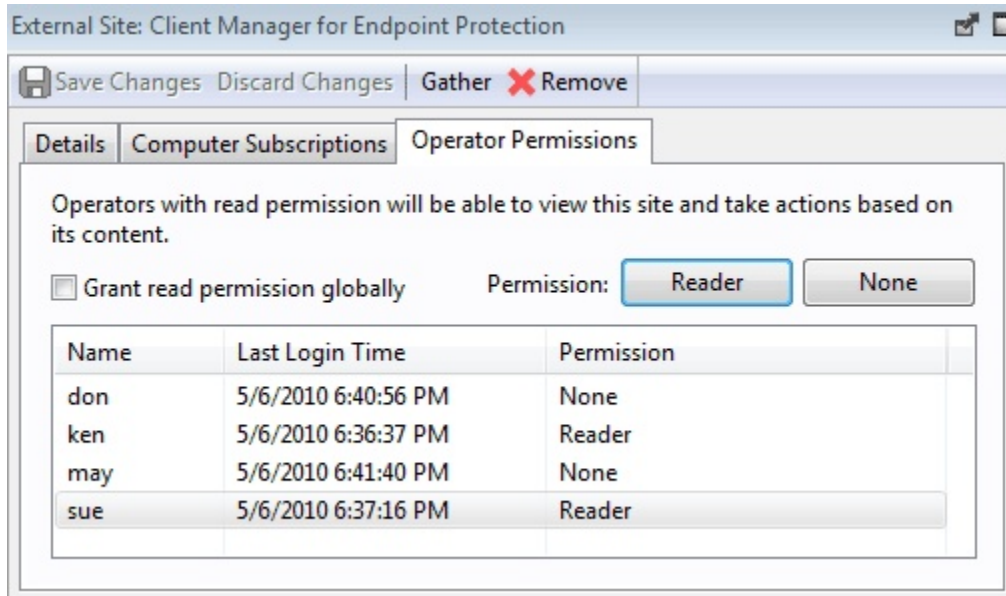 External Site: Client Manager for Endpoint Protection
Save Changes Discard Changes Gather Remove
Details Computer Subscriptions Operator Permissions
Operators with read permission will be able to view this site and take actions based on
its content.
Grant read permission globally Permission: Reader None
Name Last Login Time Permission
don 5/6/2010 6:40:56 PM None
ken 5/6/2010 6:36:37 PM Reader
may 5/6/2010 6:41:40 PM None
sue 5/6/2010 6:37:16 PM Reader